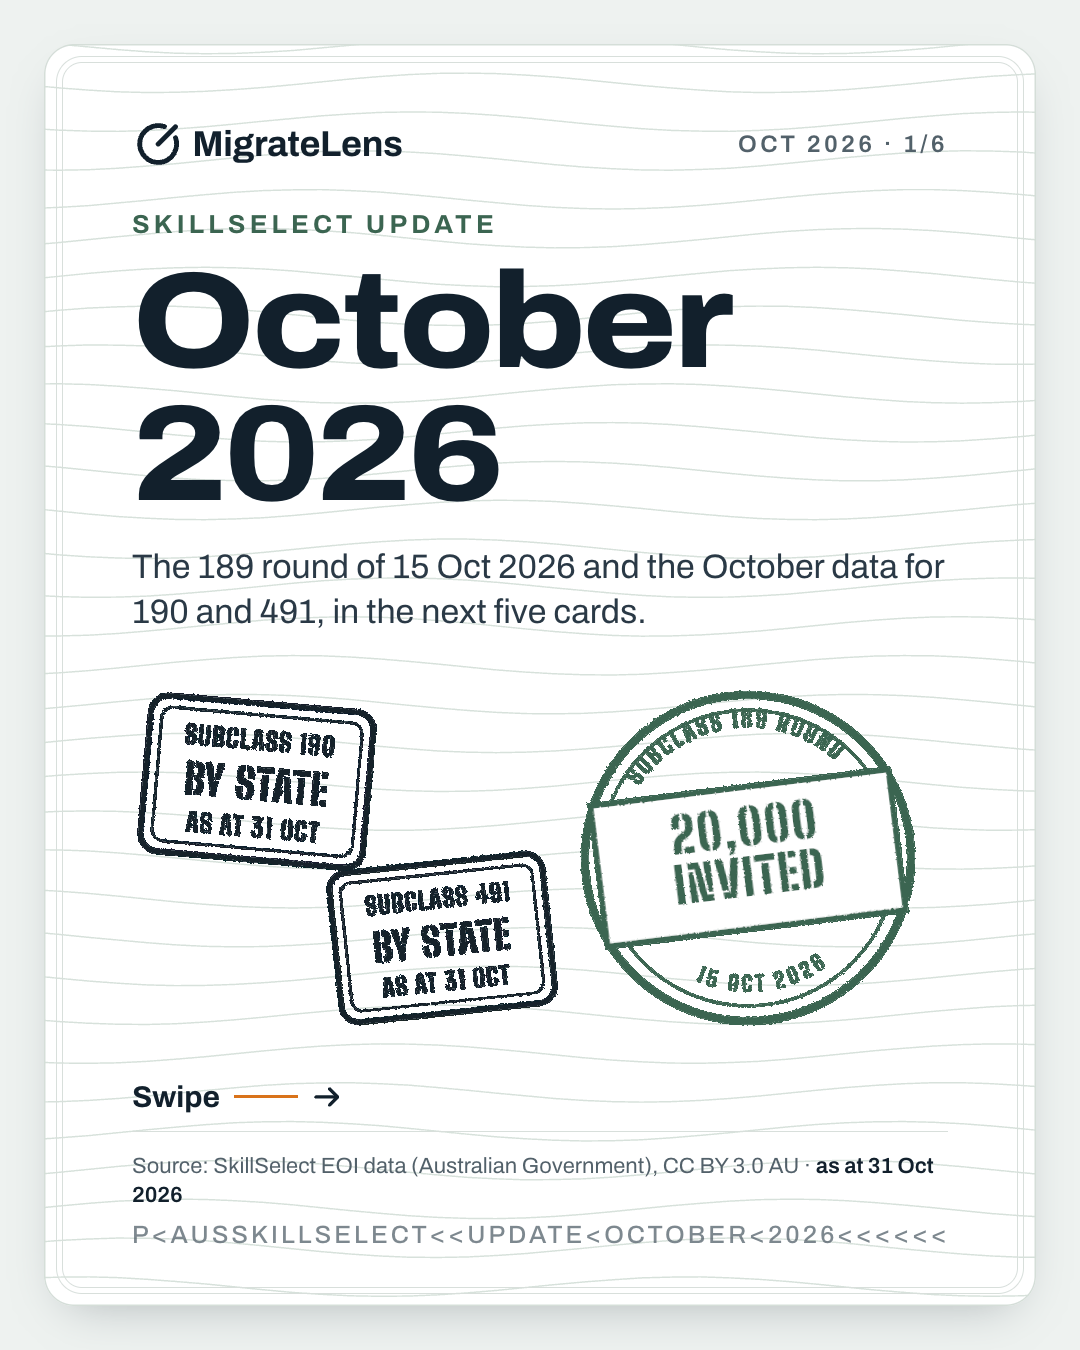 MigrateLens
OCT 2026 · 1/6
SKILLSELECT UPDATE
October
2026
The 189 round of 15 Oct 2026 and the October data for
190 and 491, in the next five cards.
SUBCLASS 190
BY STATE
AS AT 31 OCT
SUBCLASS 491
BY STATE
AS AT 31 OCT
SUBCLASS 189 ROUND
20,000
INVITED
15 OCT 2026
Swipe →
Source: SkillSelect EOI data (Australian Government), CC BY 3.0 AU · as at 31 Oct
2026
P<AUSSKILLSELECT<<UPDATE<OCTOBER<2026<<<<<<